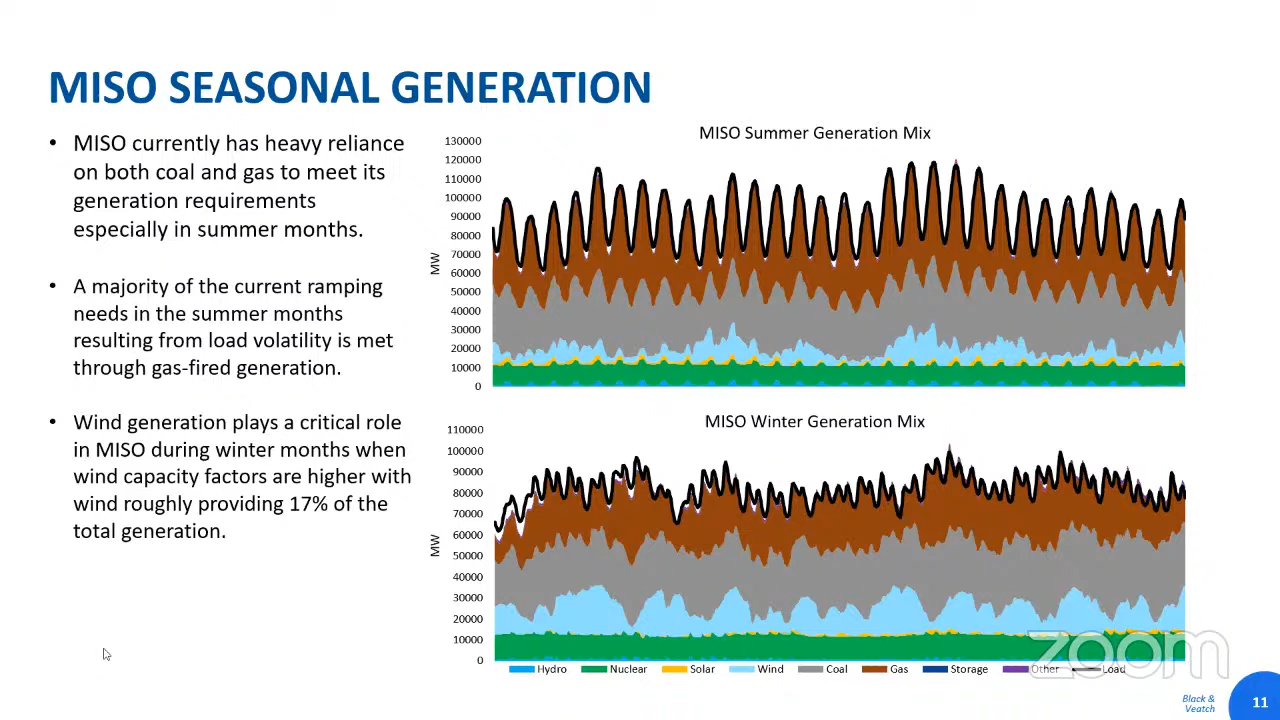 MISO SEASONAL GENERATION
• MISO currently has heavy reliance
on both coal and gas to meet its
generation requirements
especially in summer months.
• A majority of the current ramping
needs in the summer months
resulting from load volatility is met
through gas-fired generation.
• Wind generation plays a critical role
in MISO during winter months when
wind capacity factors are higher with
wind roughly providing 17% of the
total generation.
MISO Summer Generation Mix
130000
120000
110000
100000
90000
80000
70000
60000
50000
40000
30000
20000
10000
0
MW
MISO Winter Generation Mix
110000
100000
90000
80000
70000
60000
50000
40000
30000
20000
10000
0
MW
Hydro Nuclear Solar Wind Coal Gas Storage Other Load
zoom
Black &
Veatch
11